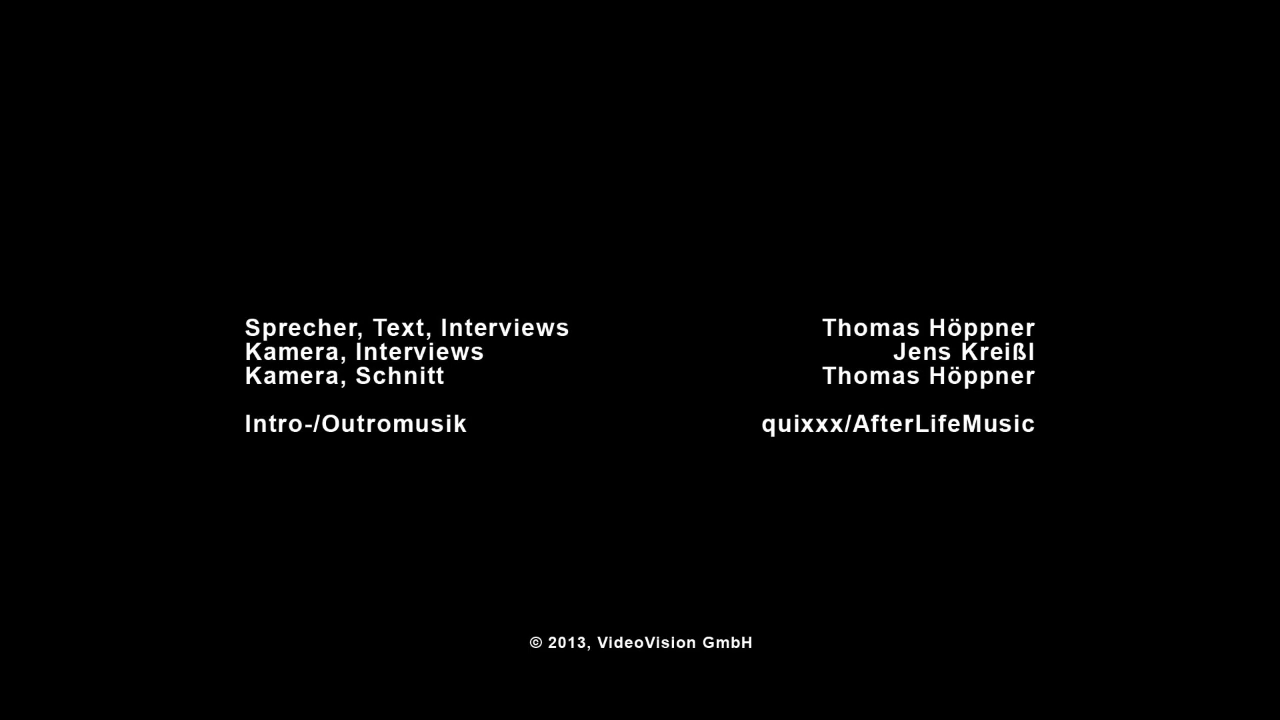 Sprecher, Text, Interviews Thomas Höppner
Kamera, Interviews Jens Kreißl
Kamera, Schnitt Thomas Höppner
Intro-/Outromusik quixxx/AfterLifeMusic
© 2013, VideoVision GmbH